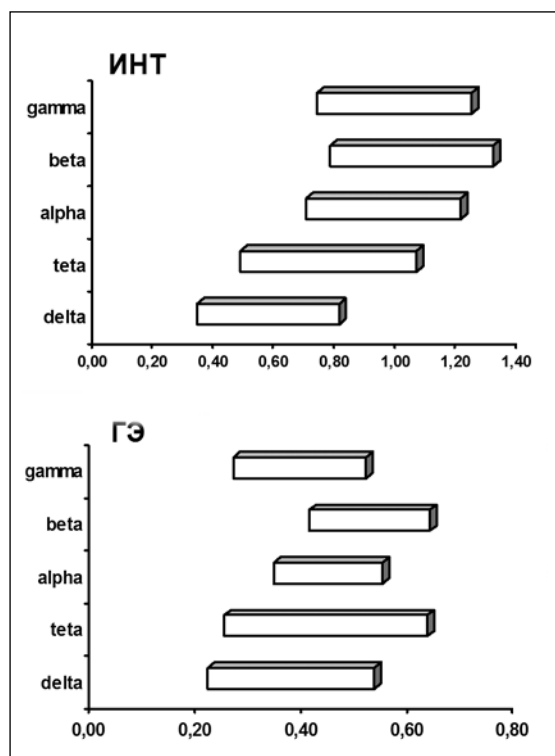 ИНТ
gamma
beta
alpha
teta
delta
0,00 0,20 0,40 0,60 0,80 1,00 1,20 1,40
ГЭ
gamma
beta
alpha
teta
delta
0,00 0,20 0,40 0,60 0,80